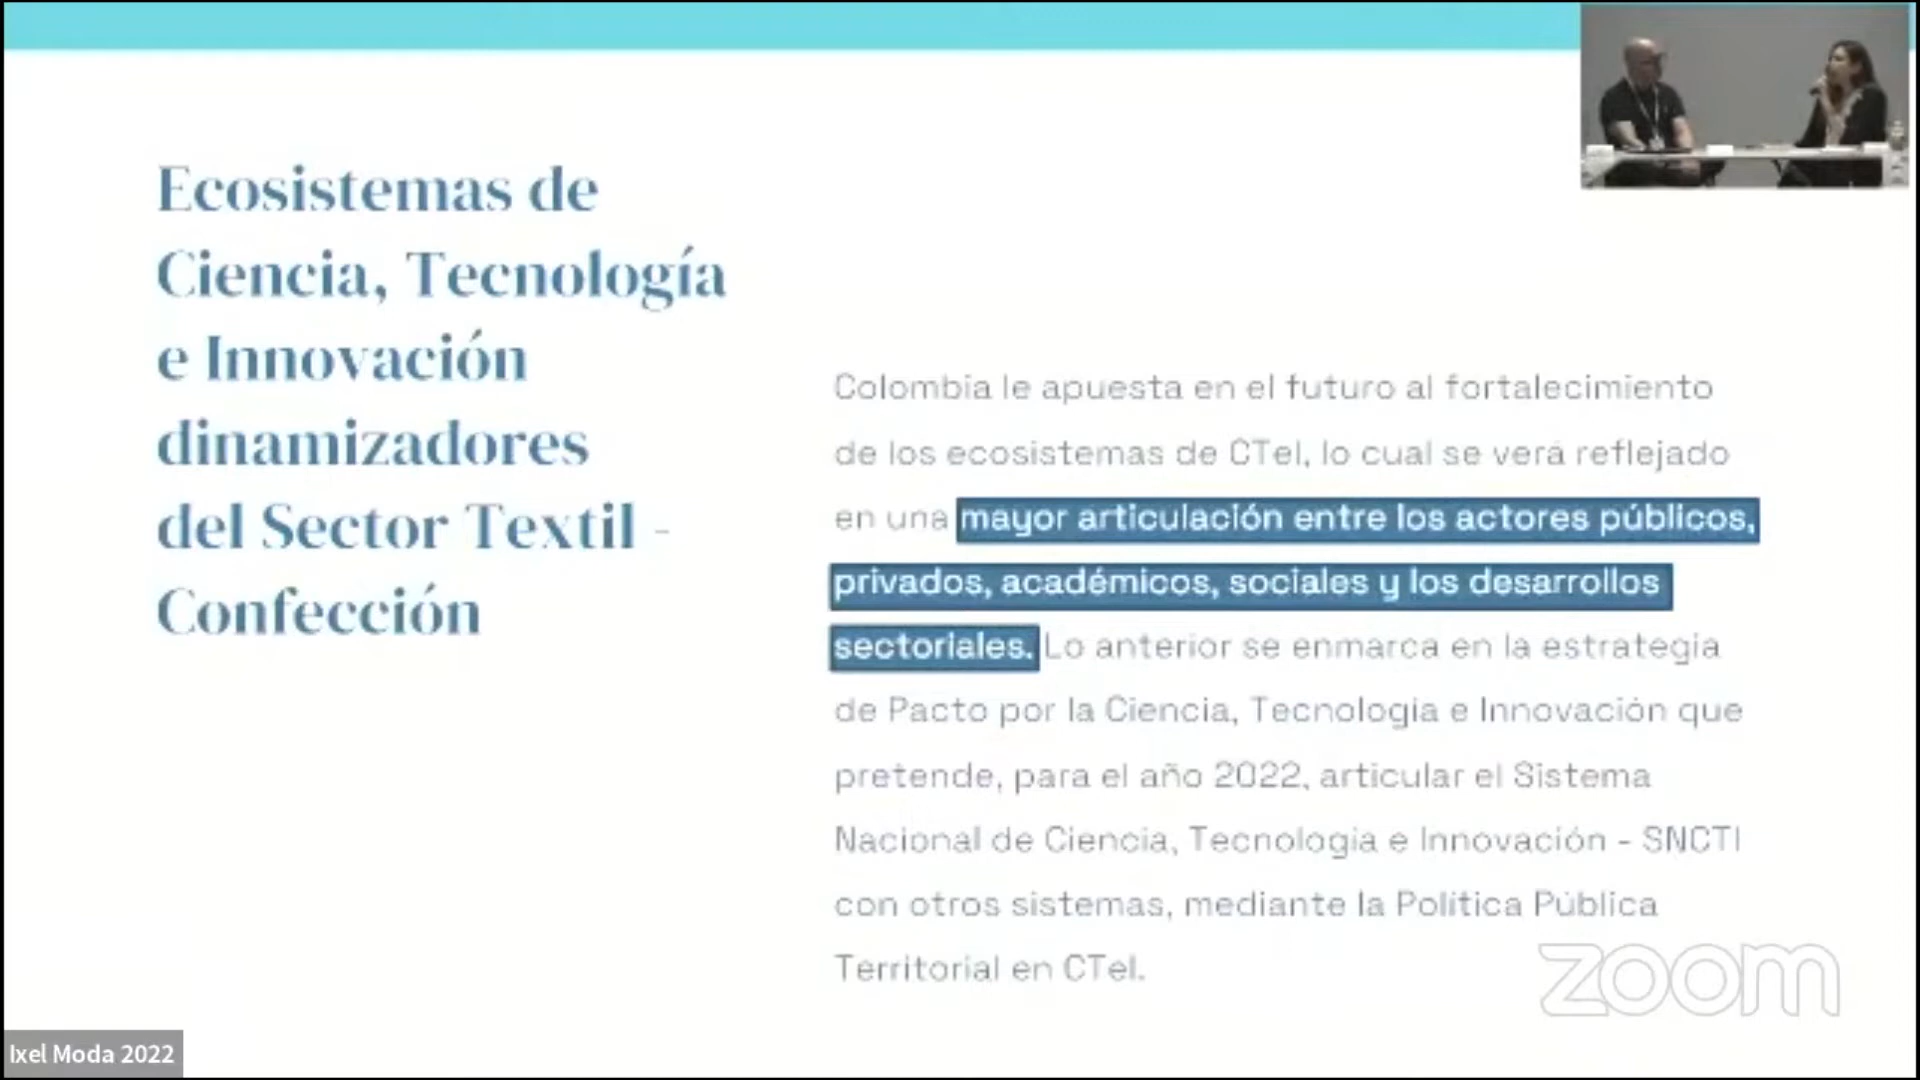 Ecosistemas de
Ciencia, Tecnología
e Innovación
dinamizadores
del Sector Textil -
Confección
Colombia le apuesta en el futuro al fortalecimiento
de los ecosistemas de CTeI, lo cual se verá reflejado
en una mayor articulación entre los actores públicos,
privados, académicos, sociales y los desarrollos
sectoriales. Lo anterior se enmarca en la estrategia
de Pacto por la Ciencia, Tecnología e Innovación que
pretende, para el año 2022, articular el Sistema
Nacional de Ciencia, Tecnología e Innovación - SNCTI
con otros sistemas, mediante la Política Pública
Territorial en CTeI.
zoom
Ixel Moda 2022